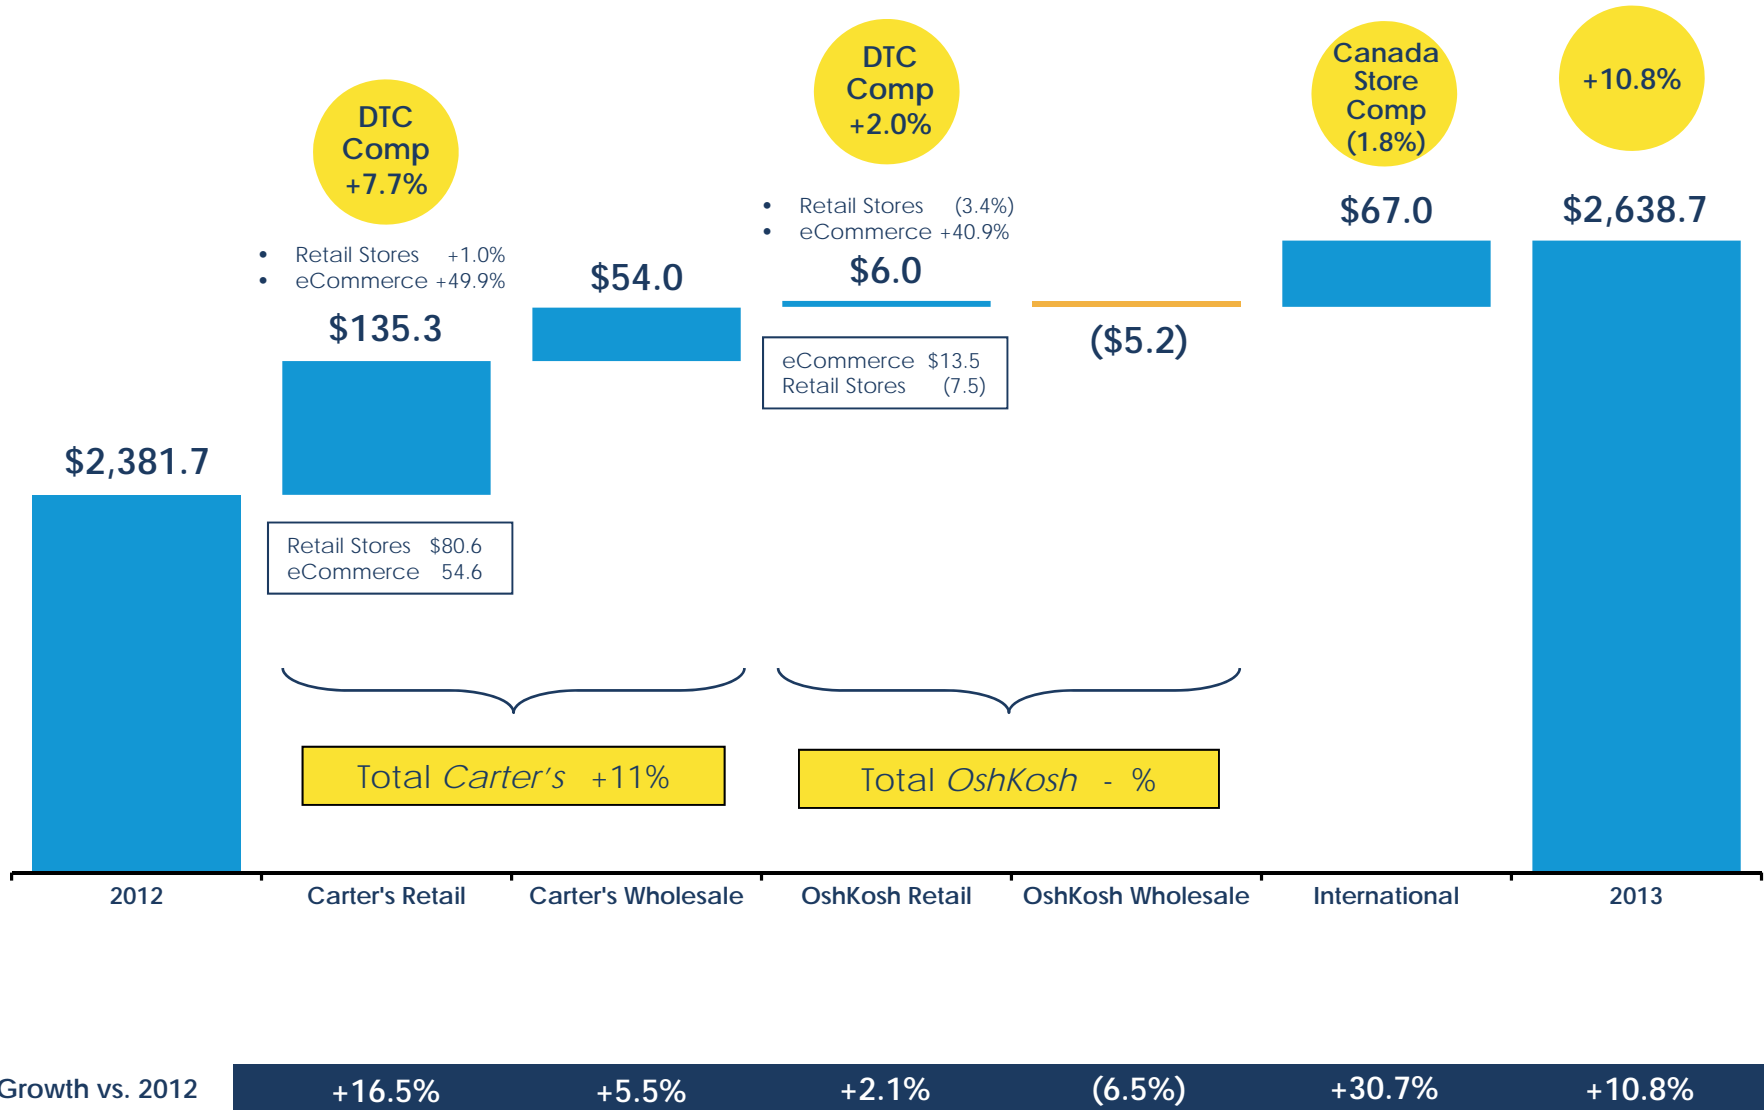 DTC
Comp
+7.7%
• Retail Stores +1.0%
• eCommerce +49.9%
DTC
Comp
+2.0%
• Retail Stores (3.4%)
• eCommerce +40.9%
Canada
Store
Comp
(1.8%)
+10.8%
$2,381.7
$135.3
$54.0
$6.0
($5.2)
$67.0
$2,638.7
Retail Stores $80.6
eCommerce 54.6
eCommerce $13.5
Retail Stores (7.5)
Total Carter's +11%
Total OshKosh - %
2012
Carter's Retail
Carter's Wholesale
OshKosh Retail
OshKosh Wholesale
International
2013
Growth vs. 2012 +16.5% +5.5% +2.1% (6.5%) +30.7% +10.8%